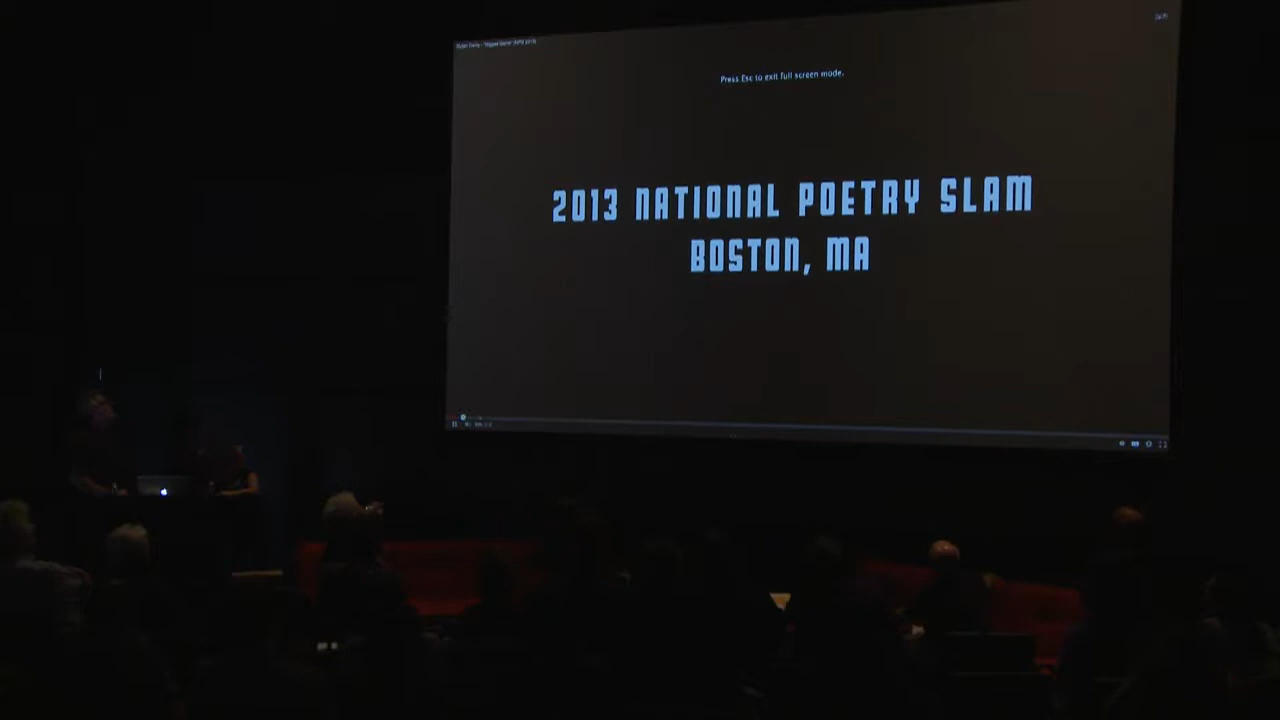 Press Esc to exit full screen mode.
2013 NATIONAL POETRY SLAM
BOSTON, MA